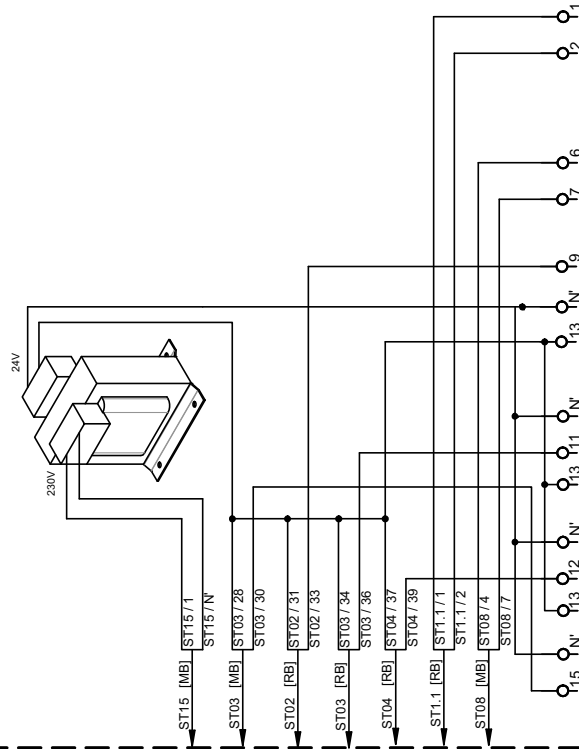 1
2
6
7
9
N'
13
N'
11
13
N'
12
13
N'
15
24V
230V
ST15 / 1
ST15 / N'
ST03 / 28
ST03 / 30
ST02 / 31
ST02 / 33
ST03 / 34
ST03 / 36
ST04 / 37
ST04 / 39
ST1.1 / 1
ST1.1 / 2
ST08 / 4
ST08 / 7
ST15 [MB]
ST03 [MB]
ST02 [RB]
ST03 [RB]
ST04 [RB]
ST1.1 [RB]
ST08 [MB]